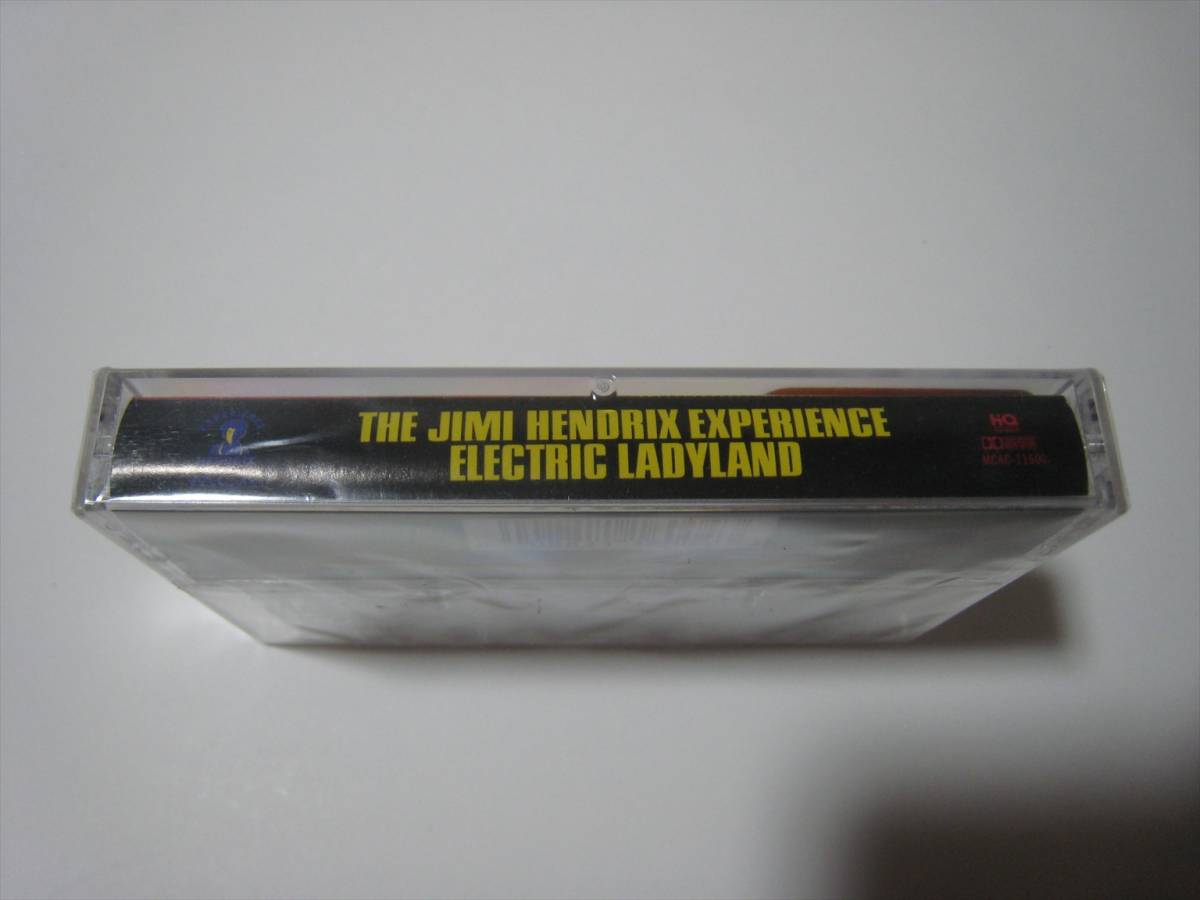 THE JIMI HENDRIX EXPERIENCE
ELECTRIC LADYLAND
HQ